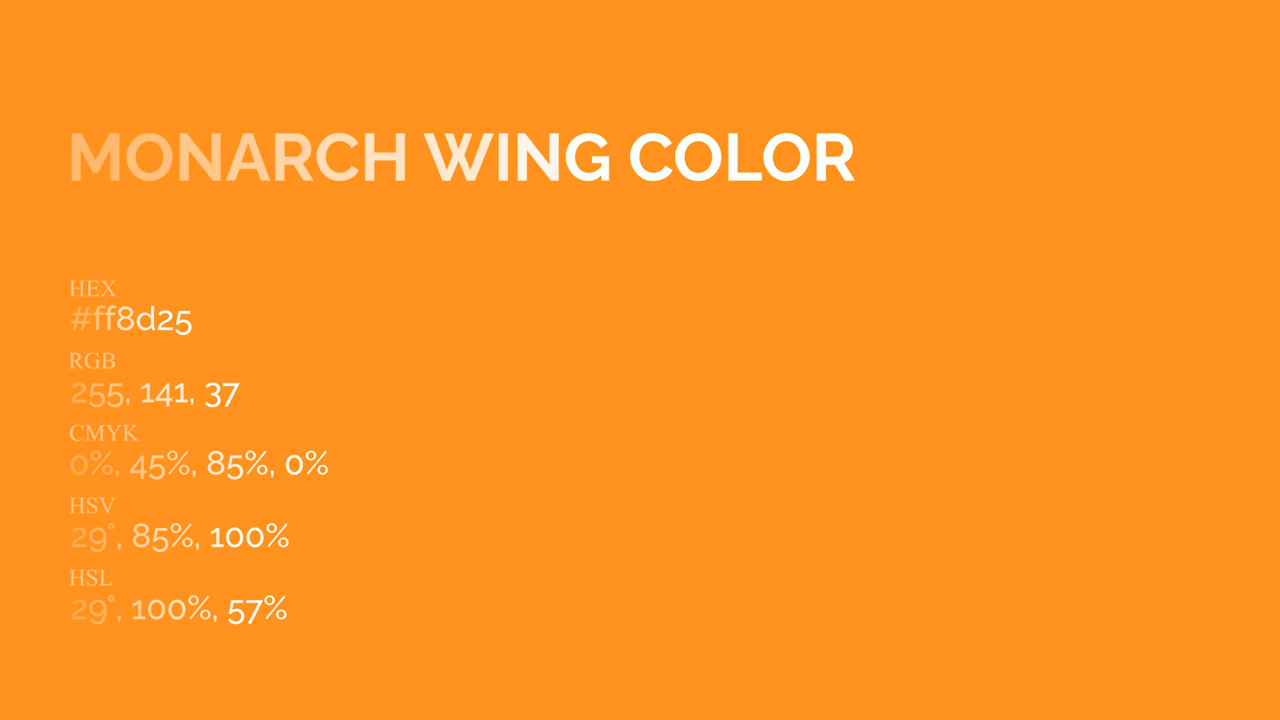 MONARCH WING COLOR
HEX
#ff8d25
RGB
255, 141, 37
CMYK
0%, 45%, 85%, 0%
HSV
29°, 85%, 100%
HSL
29°, 100%, 57%